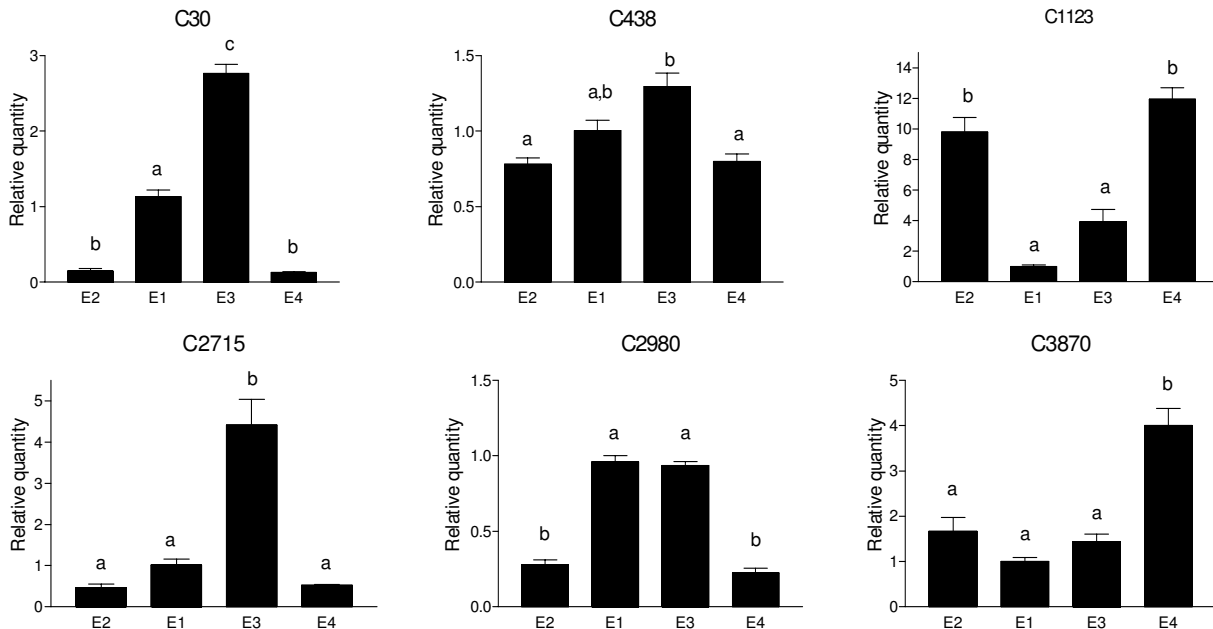 C30
Relative quantity
3
2
1
0
b
a
c
b
E2 E1 E3 E4
C438
Relative quantity
1.5
1.0
0.5
0.0
a
a,b
b
a
E2 E1 E3 E4
C1123
Relative quantity
14
12
10
8
6
4
2
0
b
a
a
b
E2 E1 E3 E4
C2715
Relative quantity
5
4
3
2
1
0
a
a
b
a
E2 E1 E3 E4
C2980
Relative quantity
1.5
1.0
0.5
0.0
b
a
a
b
E2 E1 E3 E4
C3870
Relative quantity
5
4
3
2
1
0
a
a
a
b
E2 E1 E3 E4